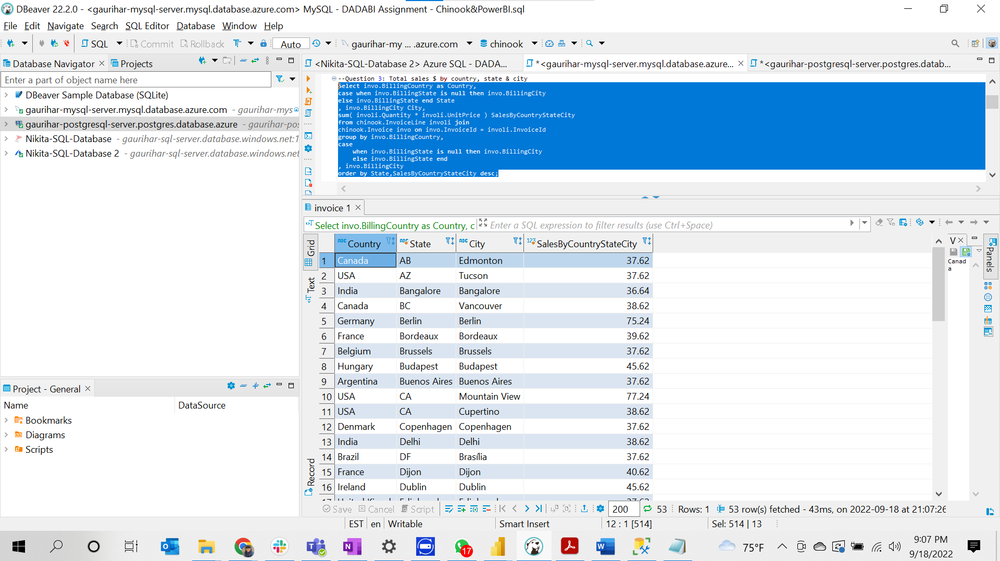 DBeaver 22.2.0 - <gaurihar-mysql-server.mysql.database.azure.com> MySQL - DADABI Assignment - Chinook&PowerBI.sql
File Edit Navigate Search SQL Editor Database Window Help
SQL Commit Rollback Auto gaurihar-my ... .azure.com chinook
Database Navigator Projects
Enter a part of object name here
DBeaver Sample Database (SQLite)
gaurihar-mysql-server.mysql.database.azure.com - gaurihar-mys
gaurihar-postgresql-server.postgres.database.azure - gaurihar-pos
Nikita-SQL-Database - gaurihar-sql-server.database.windows.net:1
Nikita-SQL-Database 2 - gaurihar-sql-server.database.windows.net
Project - General
Name DataSource
Bookmarks
Diagrams
Scripts
<Nikita-SQL-Database 2> Azure SQL - DADA... *<gaurihar-mysql-server.mysql.database.azure... *<gaurihar-postgresql-server.postgres.datab...
--Question 3: Total sales $ by country, state & city
Select invo.BillingCountry as Country,
case when invo.BillingState is null then invo.BillingCity
else invo.BillingState end State
, invo.BillingCity City,
sum( involi.Quantity * involi.UnitPrice ) SalesByCountryStateCity
from chinook.InvoiceLine involi join
chinook.Invoice invo on invo.InvoiceId = involi.InvoiceId
group by invo.BillingCountry,
case
when invo.BillingState is null then invo.BillingCity
else invo.BillingState end
, invo.BillingCity
order by State,SalesByCountryStateCity desc;
invoice 1
Select invo.BillingCountry as Country, c Enter a SQL expression to filter results (use Ctrl+Space)
Grid
Text
Record
Country State City SalesByCountryStateCity
1 Canada AB Edmonton 37.62
2 USA AZ Tucson 37.62
3 India Bangalore Bangalore 36.64
4 Canada BC Vancouver 38.62
5 Germany Berlin Berlin 75.24
6 France Bordeaux Bordeaux 39.62
7 Belgium Brussels Brussels 37.62
8 Hungary Budapest Budapest 45.62
9 Argentina Buenos Aires Buenos Aires 37.62
10 USA CA Mountain View 77.24
11 USA CA Cupertino 38.62
12 Denmark Copenhagen Copenhagen 37.62
13 India Delhi Delhi 38.62
14 Brazil DF Brasília 37.62
15 France Dijon Dijon 40.62
16 Ireland Dublin Dublin 45.62
V
Canad
a
Panels
Save Cancel Script 200 53 Rows: 1 53 row(s) fetched - 43ms, on 2022-09-18 at 21:07:26
EST en Writable Smart Insert 12 : 1 [514] Sel: 514 | 13
17
75°F
9:07 PM
9/18/2022